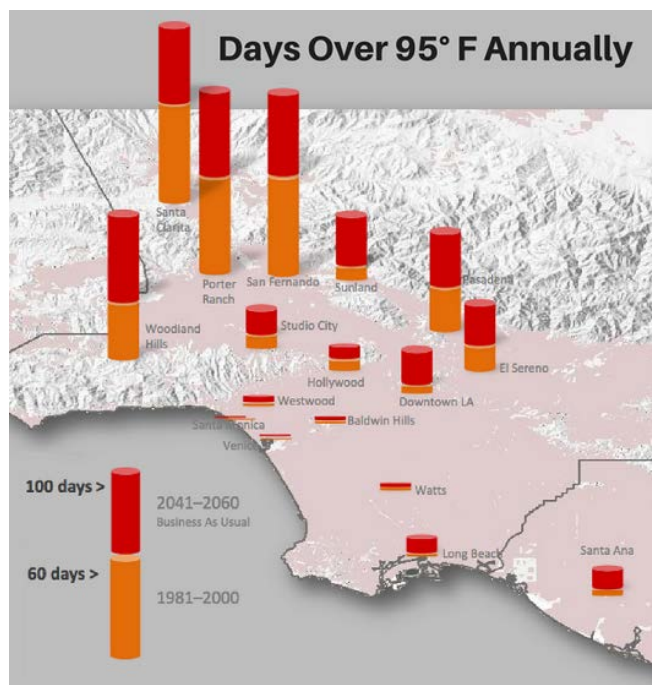 Days Over 95° F Annually
Santa
Clarita
Porter
Ranch
San Fernando
Sunland
Pasadena
Woodland
Hills
Studio City
Hollywood
El Sereno
Downtown LA
Westwood
Santa Monica
Baldwin Hills
Venice
Watts
Long Beach
Santa Ana
100 days >
2041–2060
Business As Usual
60 days >
1981–2000